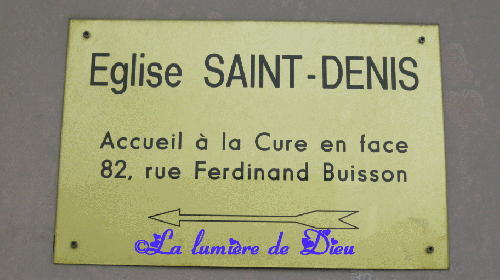 Eglise SAINT-DENIS
Accueil à la Cure en face
82, rue Ferdinand Buisson
©La lumière de Dieu